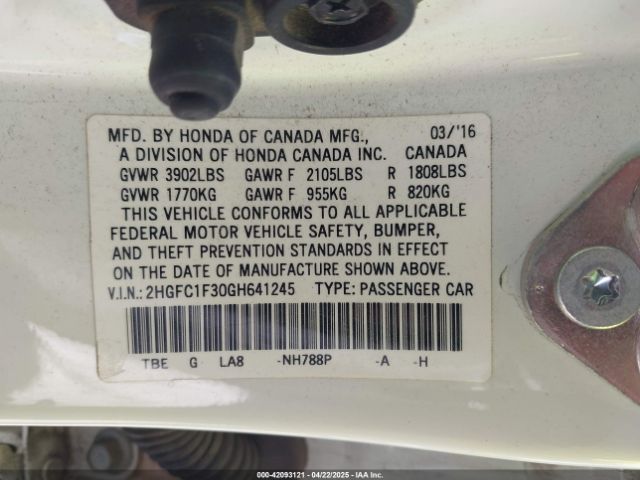 MFD. BY HONDA OF CANADA MFG., 03/'16
A DIVISION OF HONDA CANADA INC. CANADA
GVWR 3902LBS GAWR F 2105LBS R 1808LBS
GVWR 1770KG GAWR F 955KG R 820KG
THIS VEHICLE CONFORMS TO ALL APPLICABLE
FEDERAL MOTOR VEHICLE SAFETY, BUMPER,
AND THEFT PREVENTION STANDARDS IN EFFECT
ON THE DATE OF MANUFACTURE SHOWN ABOVE.
V.I.N.: 2HGFC1F30GH641245 TYPE: PASSENGER CAR
TBE G LA8 -NH788P -A -H
000-42093121 - 04/22/2025 - IAA Inc.